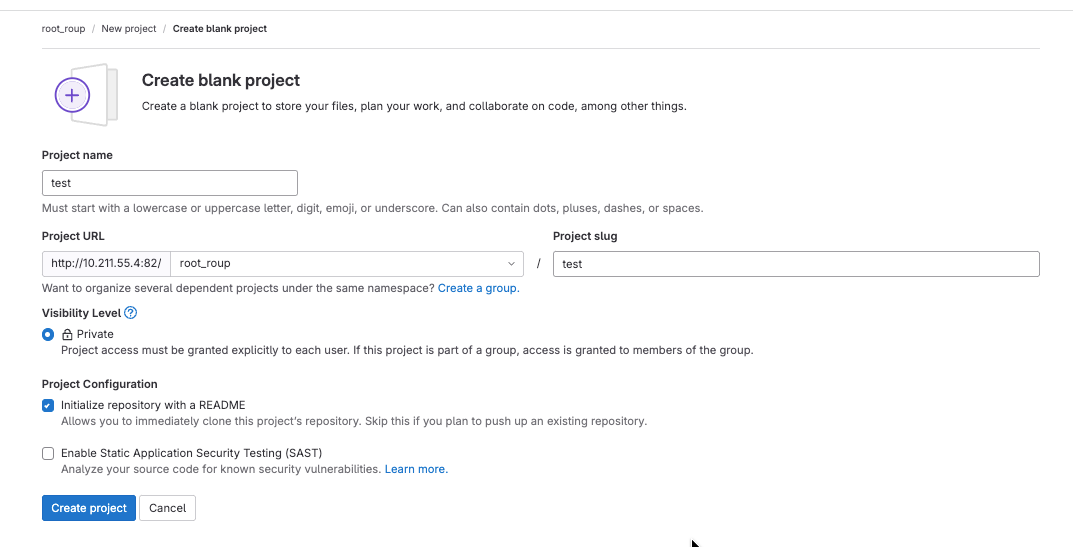 root_roup / New project / Create blank project
Create blank project
Create a blank project to store your files, plan your work, and collaborate on code, among other things.
Project name
test
Must start with a lowercase or uppercase letter, digit, emoji, or underscore. Can also contain dots, pluses, dashes, or spaces.
Project URL
Project slug
http://10.211.55.4:82/ root_roup / test
Want to organize several dependent projects under the same namespace? Create a group.
Visibility Level ?
Private
Project access must be granted explicitly to each user. If this project is part of a group, access is granted to members of the group.
Project Configuration
Initialize repository with a README
Allows you to immediately clone this project's repository. Skip this if you plan to push up an existing repository.
Enable Static Application Security Testing (SAST)
Analyze your source code for known security vulnerabilities. Learn more.
Create project Cancel